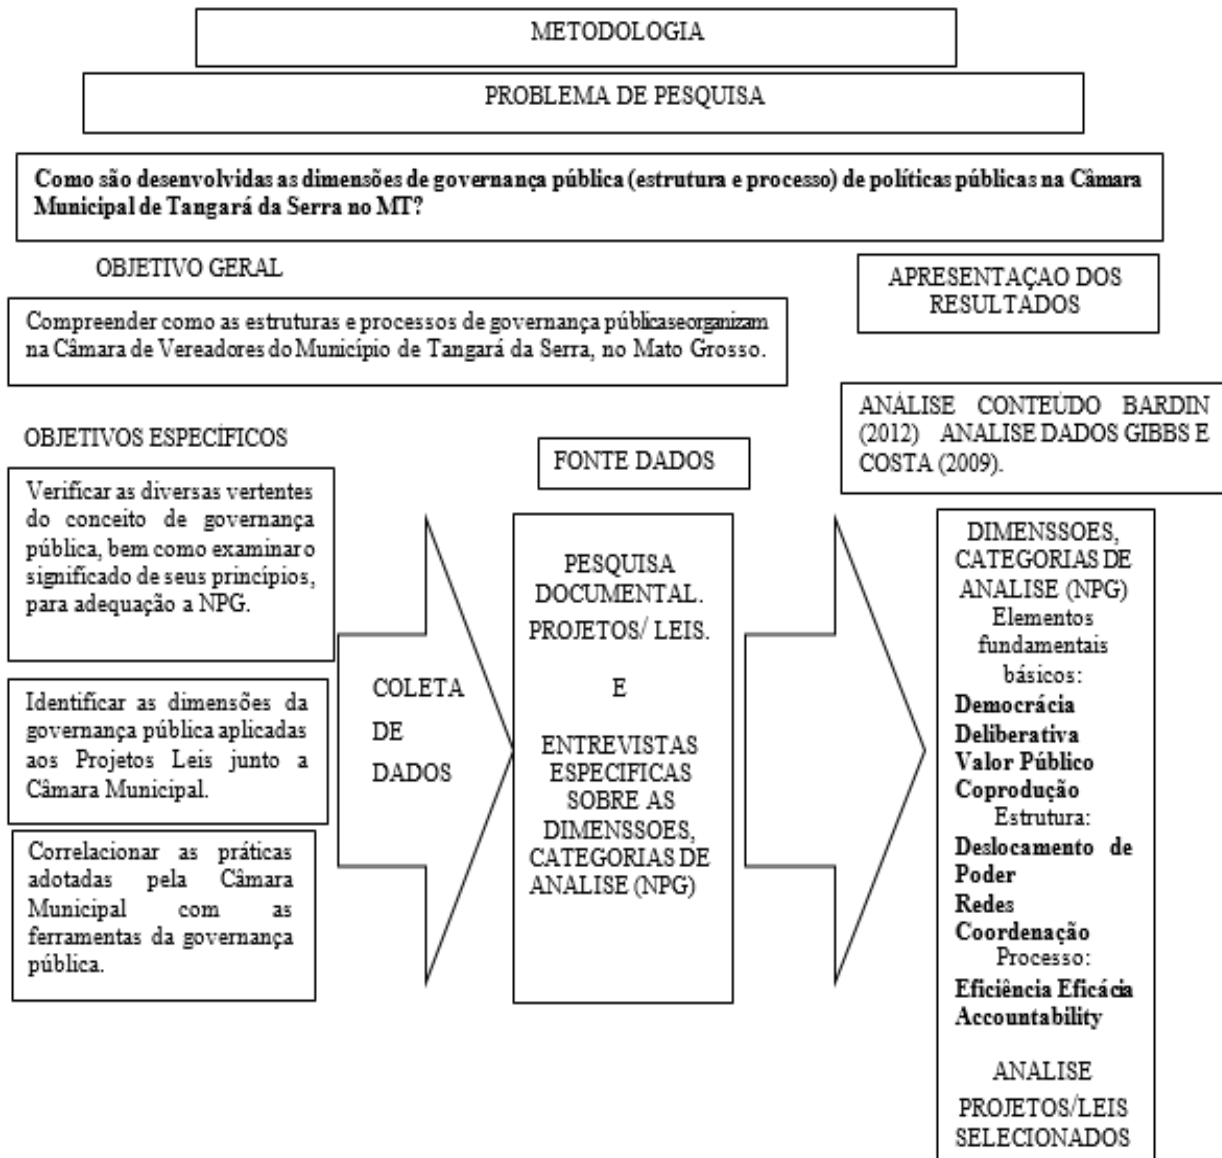 METODOLOGIA
PROBLEMA DE PESQUISA
Como são desenvolvidas as dimensões de governança pública (estrutura e processo) de políticas públicas na Câmara
Municipal de Tangará da Serra no MT?
OBJETIVO GERAL
Compreender como as estruturas e processos de governança públicase organizam
na Câmara de Vereadores do Município de Tangará da Serra, no Mato Grosso.
APRESENTAÇAO DOS
RESULTADOS
ANÁLISE CONTEÚDO BARDIN
(2012) ANALISE DADOS GIBBS E
COSTA (2009).
OBJETIVOS ESPECÍFICOS
Verificar as diversas vertentes
do conceito de governança
pública, bem como examinar o
significado de seus princípios,
para adequação a NPG.
Identificar as dimensões da
governança pública aplicadas
aos Projetos Leis junto a
Câmara Municipal.
Correlacionar as práticas
adotadas pela Câmara
Municipal com as
ferramentas da governança
pública.
COLETA
DE
DADOS
FONTE DADOS
PESQUISA
DOCUMENTAL.
PROJETOS/ LEIS.
E
ENTREVISTAS
ESPECÍFICAS
SOBRE AS
DIMENSSOES,
CATEGORIAS DE
ANALISE (NPG)
DIMENSSOES,
CATEGORIAS DE
ANALISE (NPG)
Elementos
fundamentais
básicos:
Democrácia
Deliberativa
Valor Público
Coprodução
Estrutura:
Deslocamento de
Poder
Redes
Coordenação
Processo:
Eficiência Eficácia
Accountability
ANALISE
PROJETOS/LEIS
SELECIONADOS